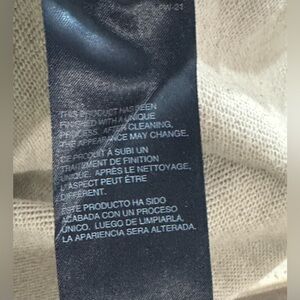 THIS PRODUCT HAS BEEN
FINISHED WITH A UNIQUE
PROCESS. AFTER CLEANING,
THE APPEARANCE MAY CHANGE.
CE PRODUIT A SUBI UN
TRAITEMENT DE FINITION
UNIQUE. APRÈS LE NETTOYAGE,
L'ASPECT PEUT ÊTRE
DIFFÉRENT.
ESTE PRODUCTO HA SIDO
ACABADA CON UN PROCESO
ÚNICO. LUEGO DE LIMPIARLA,
LA APARIENCIA SERA ALTERADA.